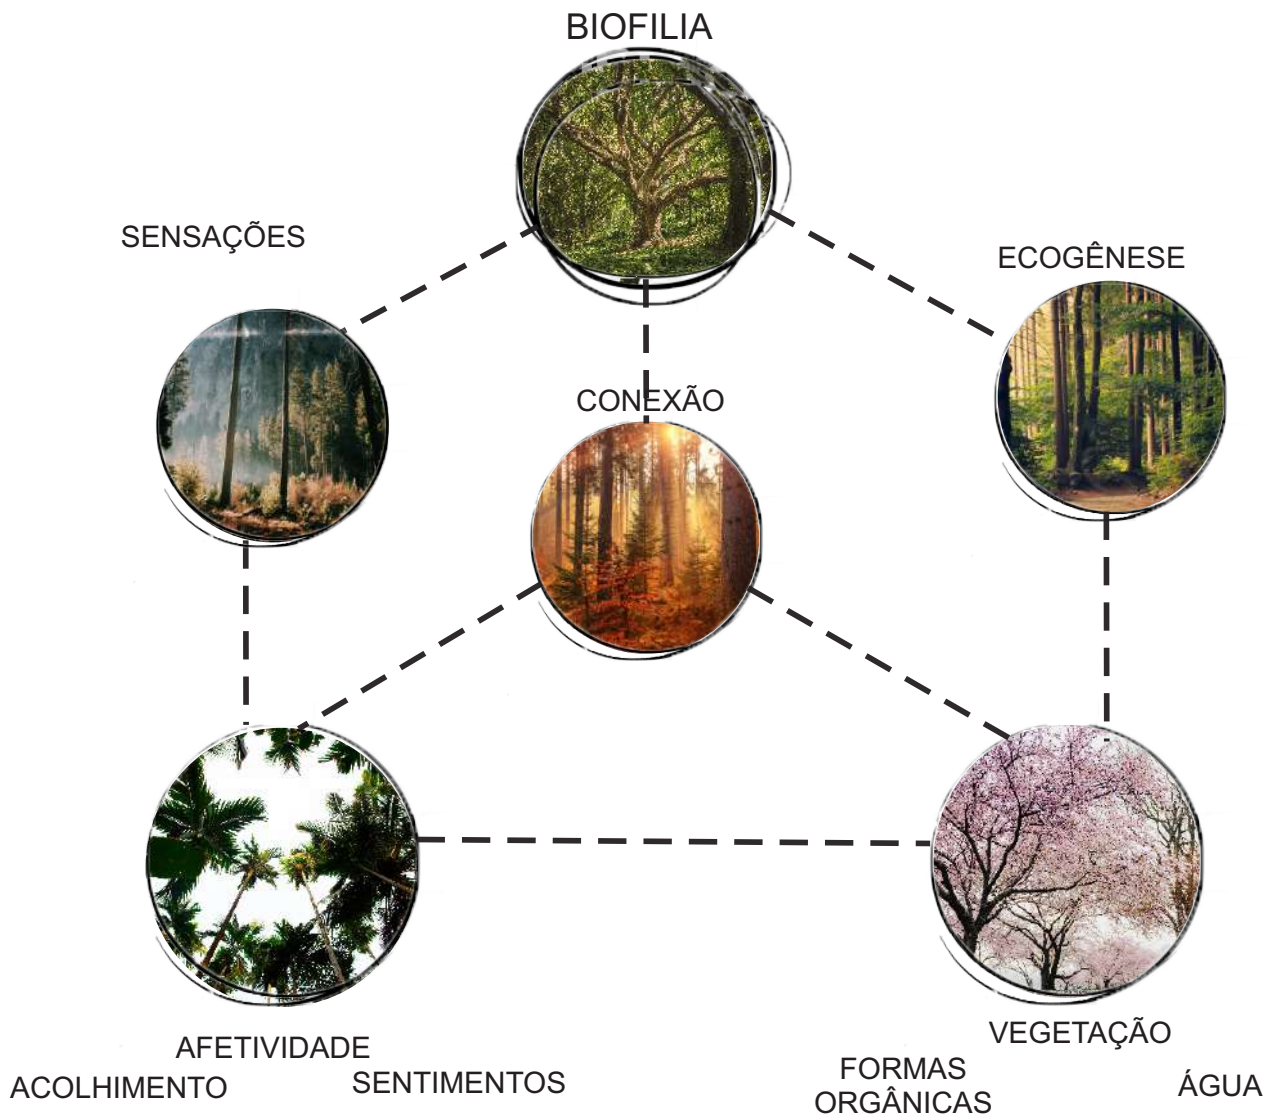 BIOFILIA
SENSAÇÕES
ECOGÊNESE
CONEXÃO
AFETIVIDADE
ACOLHIMENTO
SENTIMENTOS
VEGETAÇÃO
FORMAS
ORGÂNICAS
ÁGUA